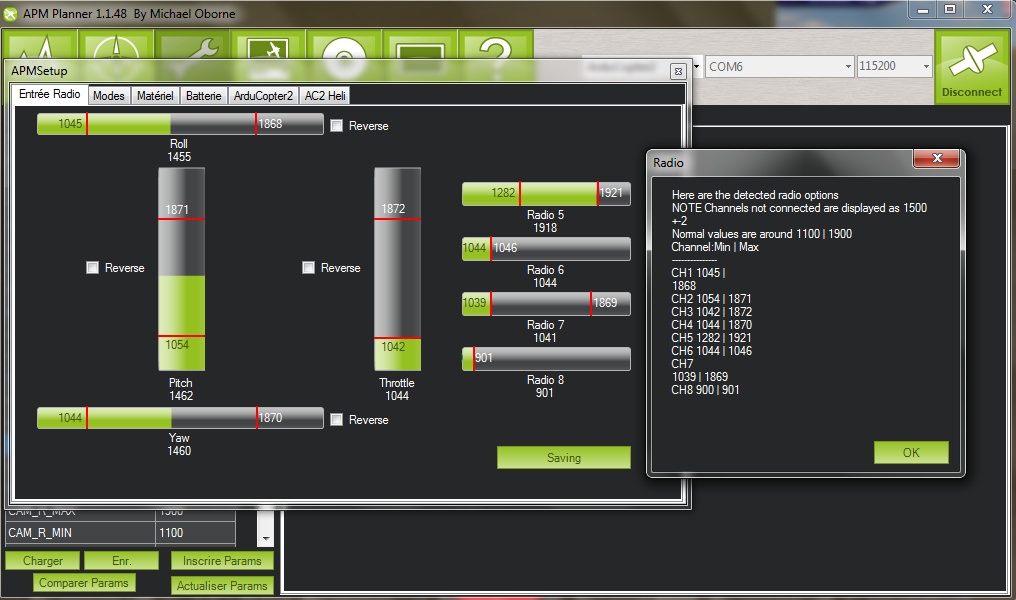 APM Planner 1.1.48 By Michael Oborne
COM6
115200
Disconnect
APMSetup
Entrée Radio
Modes
Matériel
Batterie
ArduCopter2
AC2 Heli
1045
1868
Reverse
Roll
1455
1871
1054
Reverse
Pitch
1462
1872
1042
Reverse
Throttle
1044
1282
1921
Radio 5
1918
1044
1046
Radio 6
1044
1039
1869
Radio 7
1041
901
Radio 8
901
1044
1870
Reverse
Yaw
1460
Saving
Radio
Here are the detected radio options
NOTE Channels not connected are displayed as 1500
+-2
Normal values are around 1100 | 1900
Channel:Min | Max
---------------
CH1 1045 |
1868
CH2 1054 | 1871
CH3 1042 | 1872
CH4 1044 | 1870
CH5 1282 | 1921
CH6 1044 | 1046
CH7
1039 | 1869
CH8 900 | 901
OK
CAM_R_MAX
CAM_R_MIN
1100
Charger
Enr.
Inscrire Params
Comparer Params
Actualiser Params